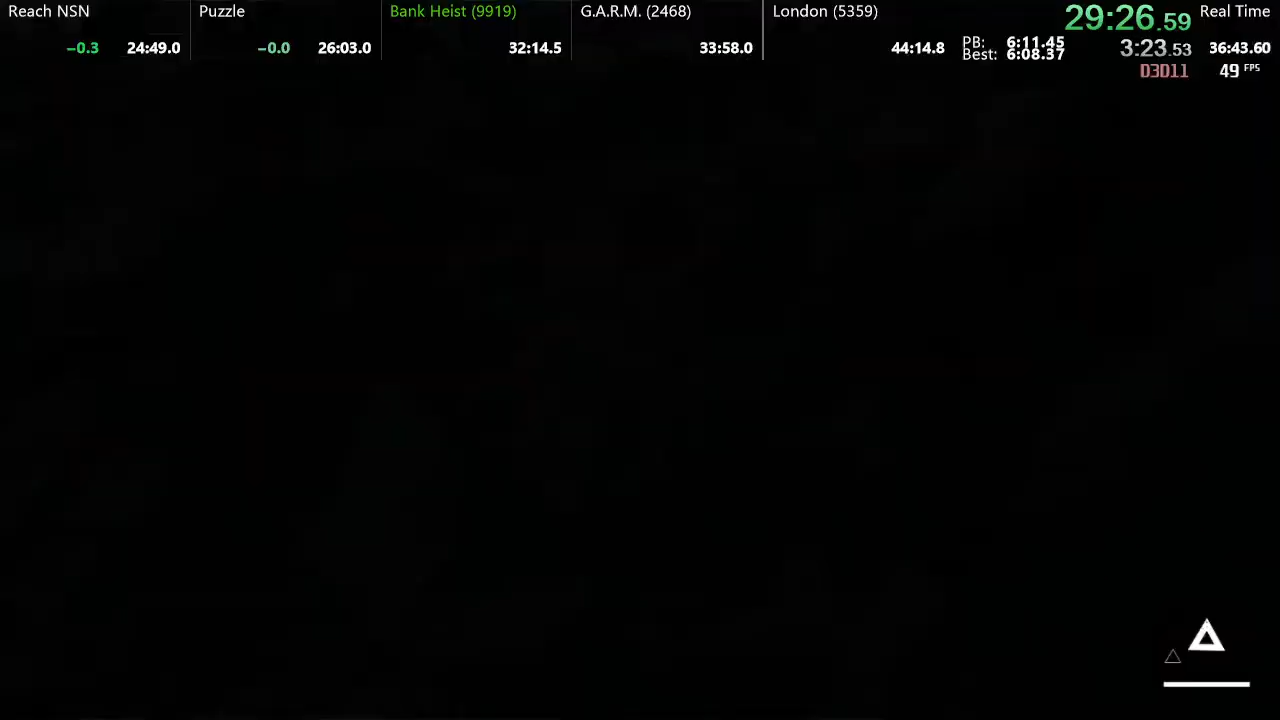 Reach NSN
−0.3 24:49.0
Puzzle
−0.0 26:03.0
Bank Heist (9919)
32:14.5
G.A.R.M. (2468)
33:58.0
London (5359)
44:14.8
PB: 6:11.45
Best: 6:08.37
29:26.59
3:23.53
D3D11
Real Time
36:43.60
49 FPS